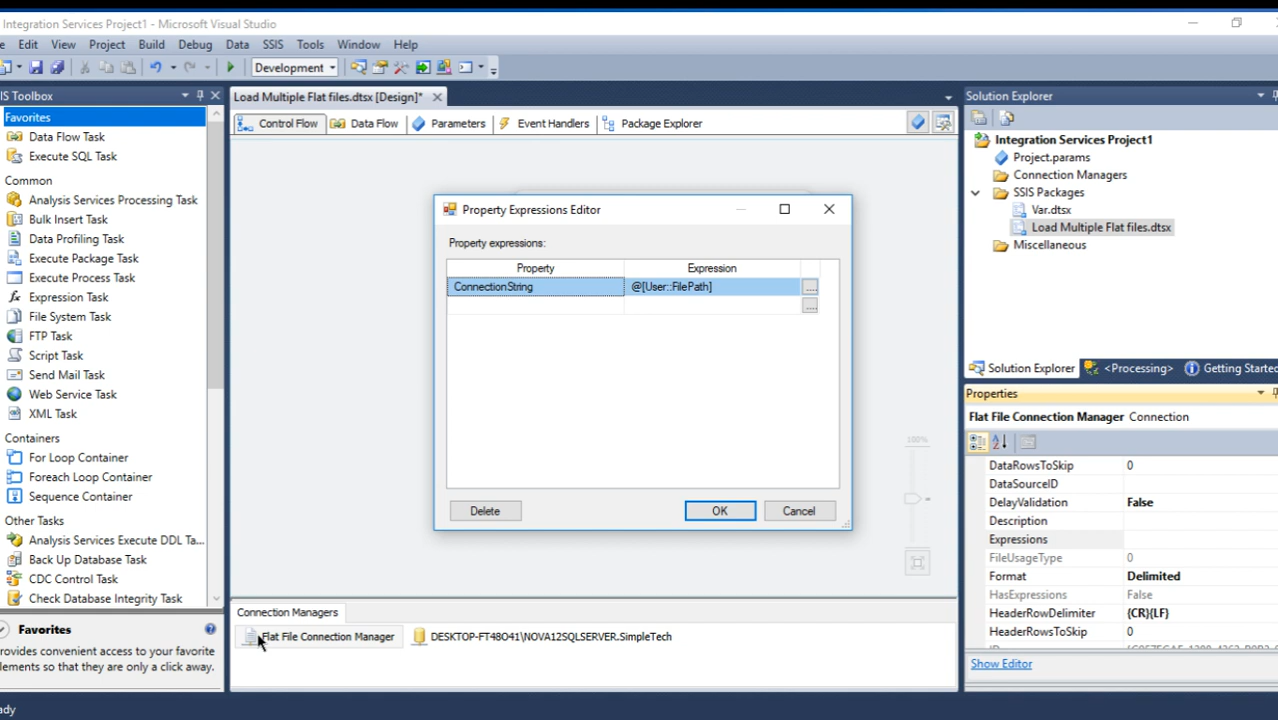 Integration Services Project1 - Microsoft Visual Studio
e Edit View Project Build Debug Data SSIS Tools Window Help
Development
SIS Toolbox
Favorites
Data Flow Task
Execute SQL Task
Common
Analysis Services Processing Task
Bulk Insert Task
Data Profiling Task
Execute Package Task
Execute Process Task
Expression Task
File System Task
FTP Task
Script Task
Send Mail Task
Web Service Task
XML Task
Containers
For Loop Container
Foreach Loop Container
Sequence Container
Other Tasks
Analysis Services Execute DDL Ta...
Back Up Database Task
CDC Control Task
Check Database Integrity Task
Favorites
rovides convenient access to your favorite
lements so that they are only a click away.
ady
Load Multiple Flat files.dtsx [Design]*
Control Flow Data Flow Parameters Event Handlers Package Explorer
Property Expressions Editor
Property expressions:
Property Expression
ConnectionString @[User::FilePath] ...
...
Delete OK Cancel
100%
Connection Managers
Flat File Connection Manager DESKTOP-FT48O41\NOVA12SQLSERVER.SimpleTech
Solution Explorer
Integration Services Project1
Project.params
Connection Managers
SSIS Packages
Var.dtsx
Load Multiple Flat files.dtsx
Miscellaneous
Solution Explorer <Processing> Getting Started
Properties
Flat File Connection Manager Connection
DataRowsToSkip 0
DataSourceID
DelayValidation False
Description
Expressions
FileUsageType 0
Format Delimited
HasExpressions False
HeaderRowDelimiter {CR}{LF}
HeaderRowsToSkip 0
Show Editor